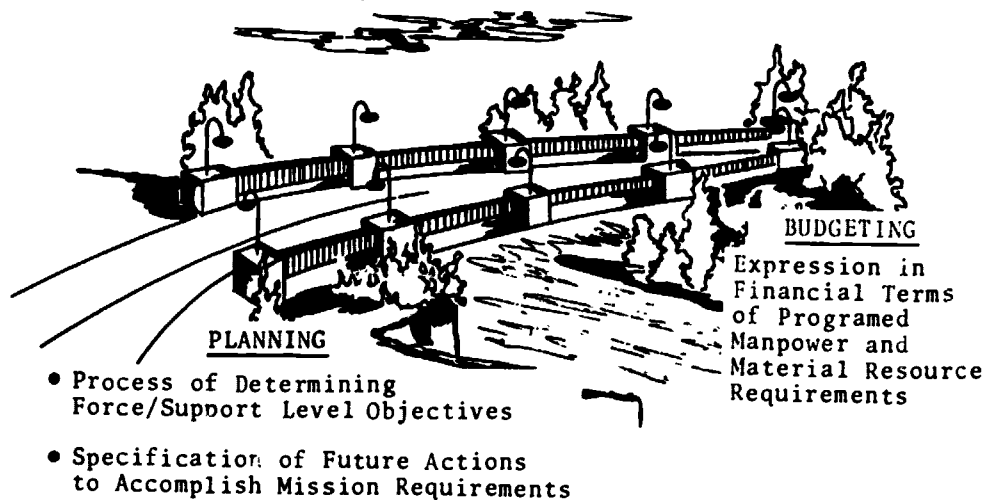 PLANNING
• Process of Determining
Force/Support Level Objectives
• Specification of Future Actions
to Accomplish Mission Requirements
BUDGETING
Expression in
Financial Terms
of Programed
Manpower and
Material Resource
Requirements